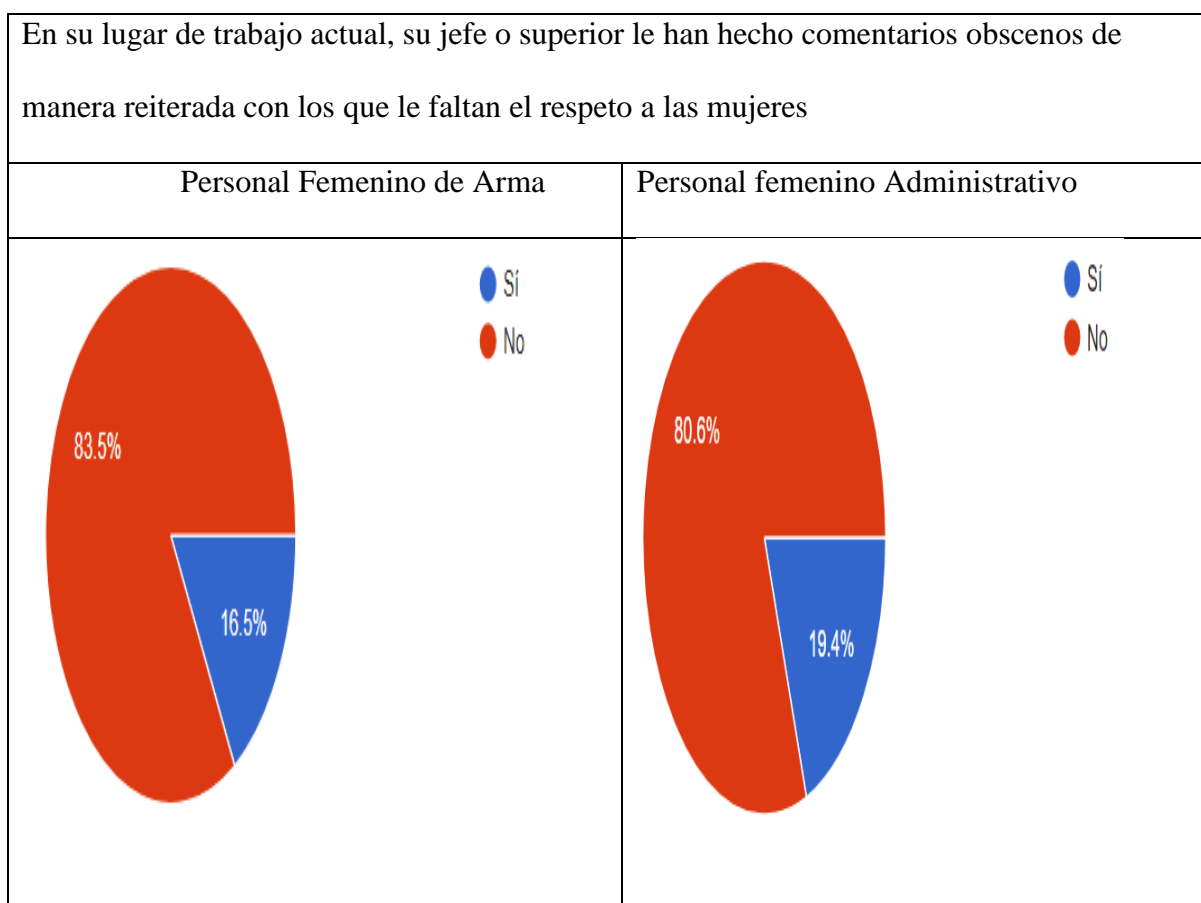 En su lugar de trabajo actual, su jefe o superior le han hecho comentarios obscenos de
manera reiterada con los que le faltan el respeto a las mujeres
Personal Femenino de Arma
Personal femenino Administrativo
Sí
No
83.5%
16.5%
Sí
No
80.6%
19.4%